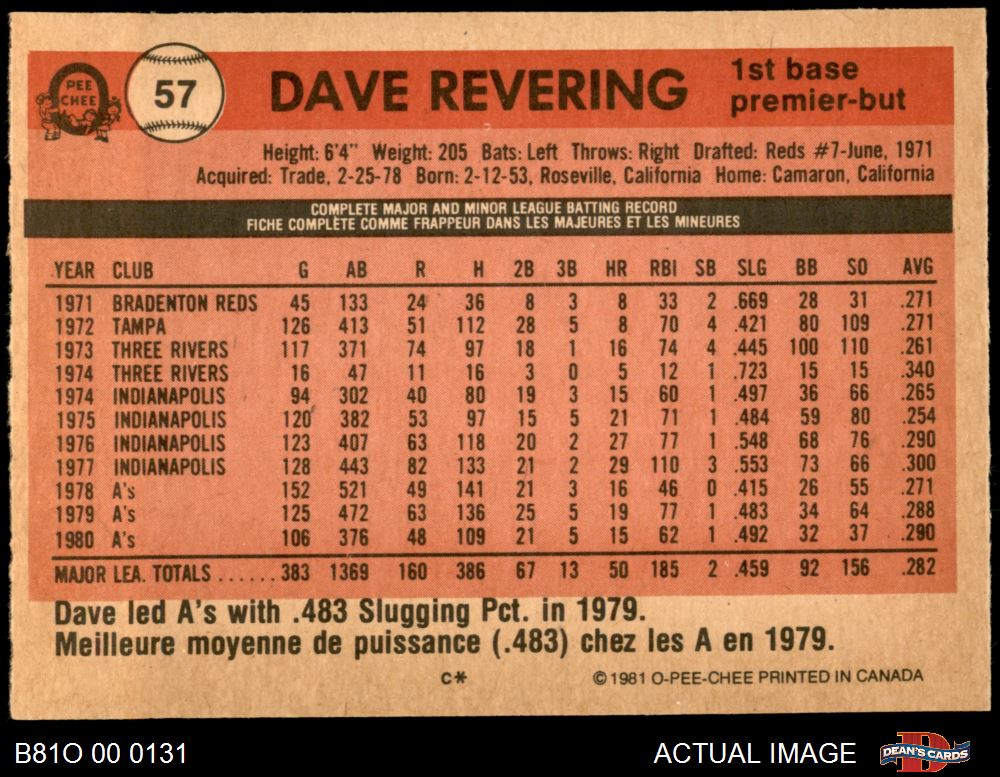 PEE CHEE
57
DAVE REVERING
1st base
premier-but
Height: 6'4" Weight: 205 Bats: Left Throws: Right Drafted: Reds #7-June, 1971
Acquired: Trade, 2-25-78 Born: 2-12-53, Roseville, California Home: Camaron, California
COMPLETE MAJOR AND MINOR LEAGUE BATTING RECORD
FICHE COMPLÈTE COMME FRAPPEUR DANS LES MAJEURES ET LES MINEURES
YEAR CLUB G AB R H 2B 3B HR RBI SB SLG BB SO AVG
1971 BRADENTON REDS 45 133 24 36 8 3 8 33 2 .669 28 31 .271
1972 TAMPA 126 413 51 112 28 5 8 70 4 .421 80 109 .271
1973 THREE RIVERS 117 371 74 97 18 1 16 74 4 .445 100 110 .261
1974 THREE RIVERS 16 47 11 16 3 0 5 12 1 .723 15 15 .340
1974 INDIANAPOLIS 94 302 40 80 19 3 15 60 1 .497 36 66 .265
1975 INDIANAPOLIS 120 382 53 97 15 5 21 71 1 .484 59 80 .254
1976 INDIANAPOLIS 123 407 63 118 20 2 27 77 1 .548 68 76 .290
1977 INDIANAPOLIS 128 443 82 133 21 2 29 110 3 .553 73 66 .300
1978 A's 152 521 49 141 21 3 16 46 0 .415 26 55 .271
1979 A's 125 472 63 136 25 5 19 77 1 .483 34 64 .288
1980 A's 106 376 48 109 21 5 15 62 1 .492 32 37 .290
MAJOR LEA. TOTALS ...... 383 1369 160 386 67 13 50 185 2 .459 92 156 .282
Dave led A's with .483 Slugging Pct. in 1979.
Meilleure moyenne de puissance (.483) chez les A en 1979.
C* ©1981 O-PEE-CHEE PRINTED IN CANADA
B81O 00 0131
ACTUAL IMAGE
DEAN'S CARDS